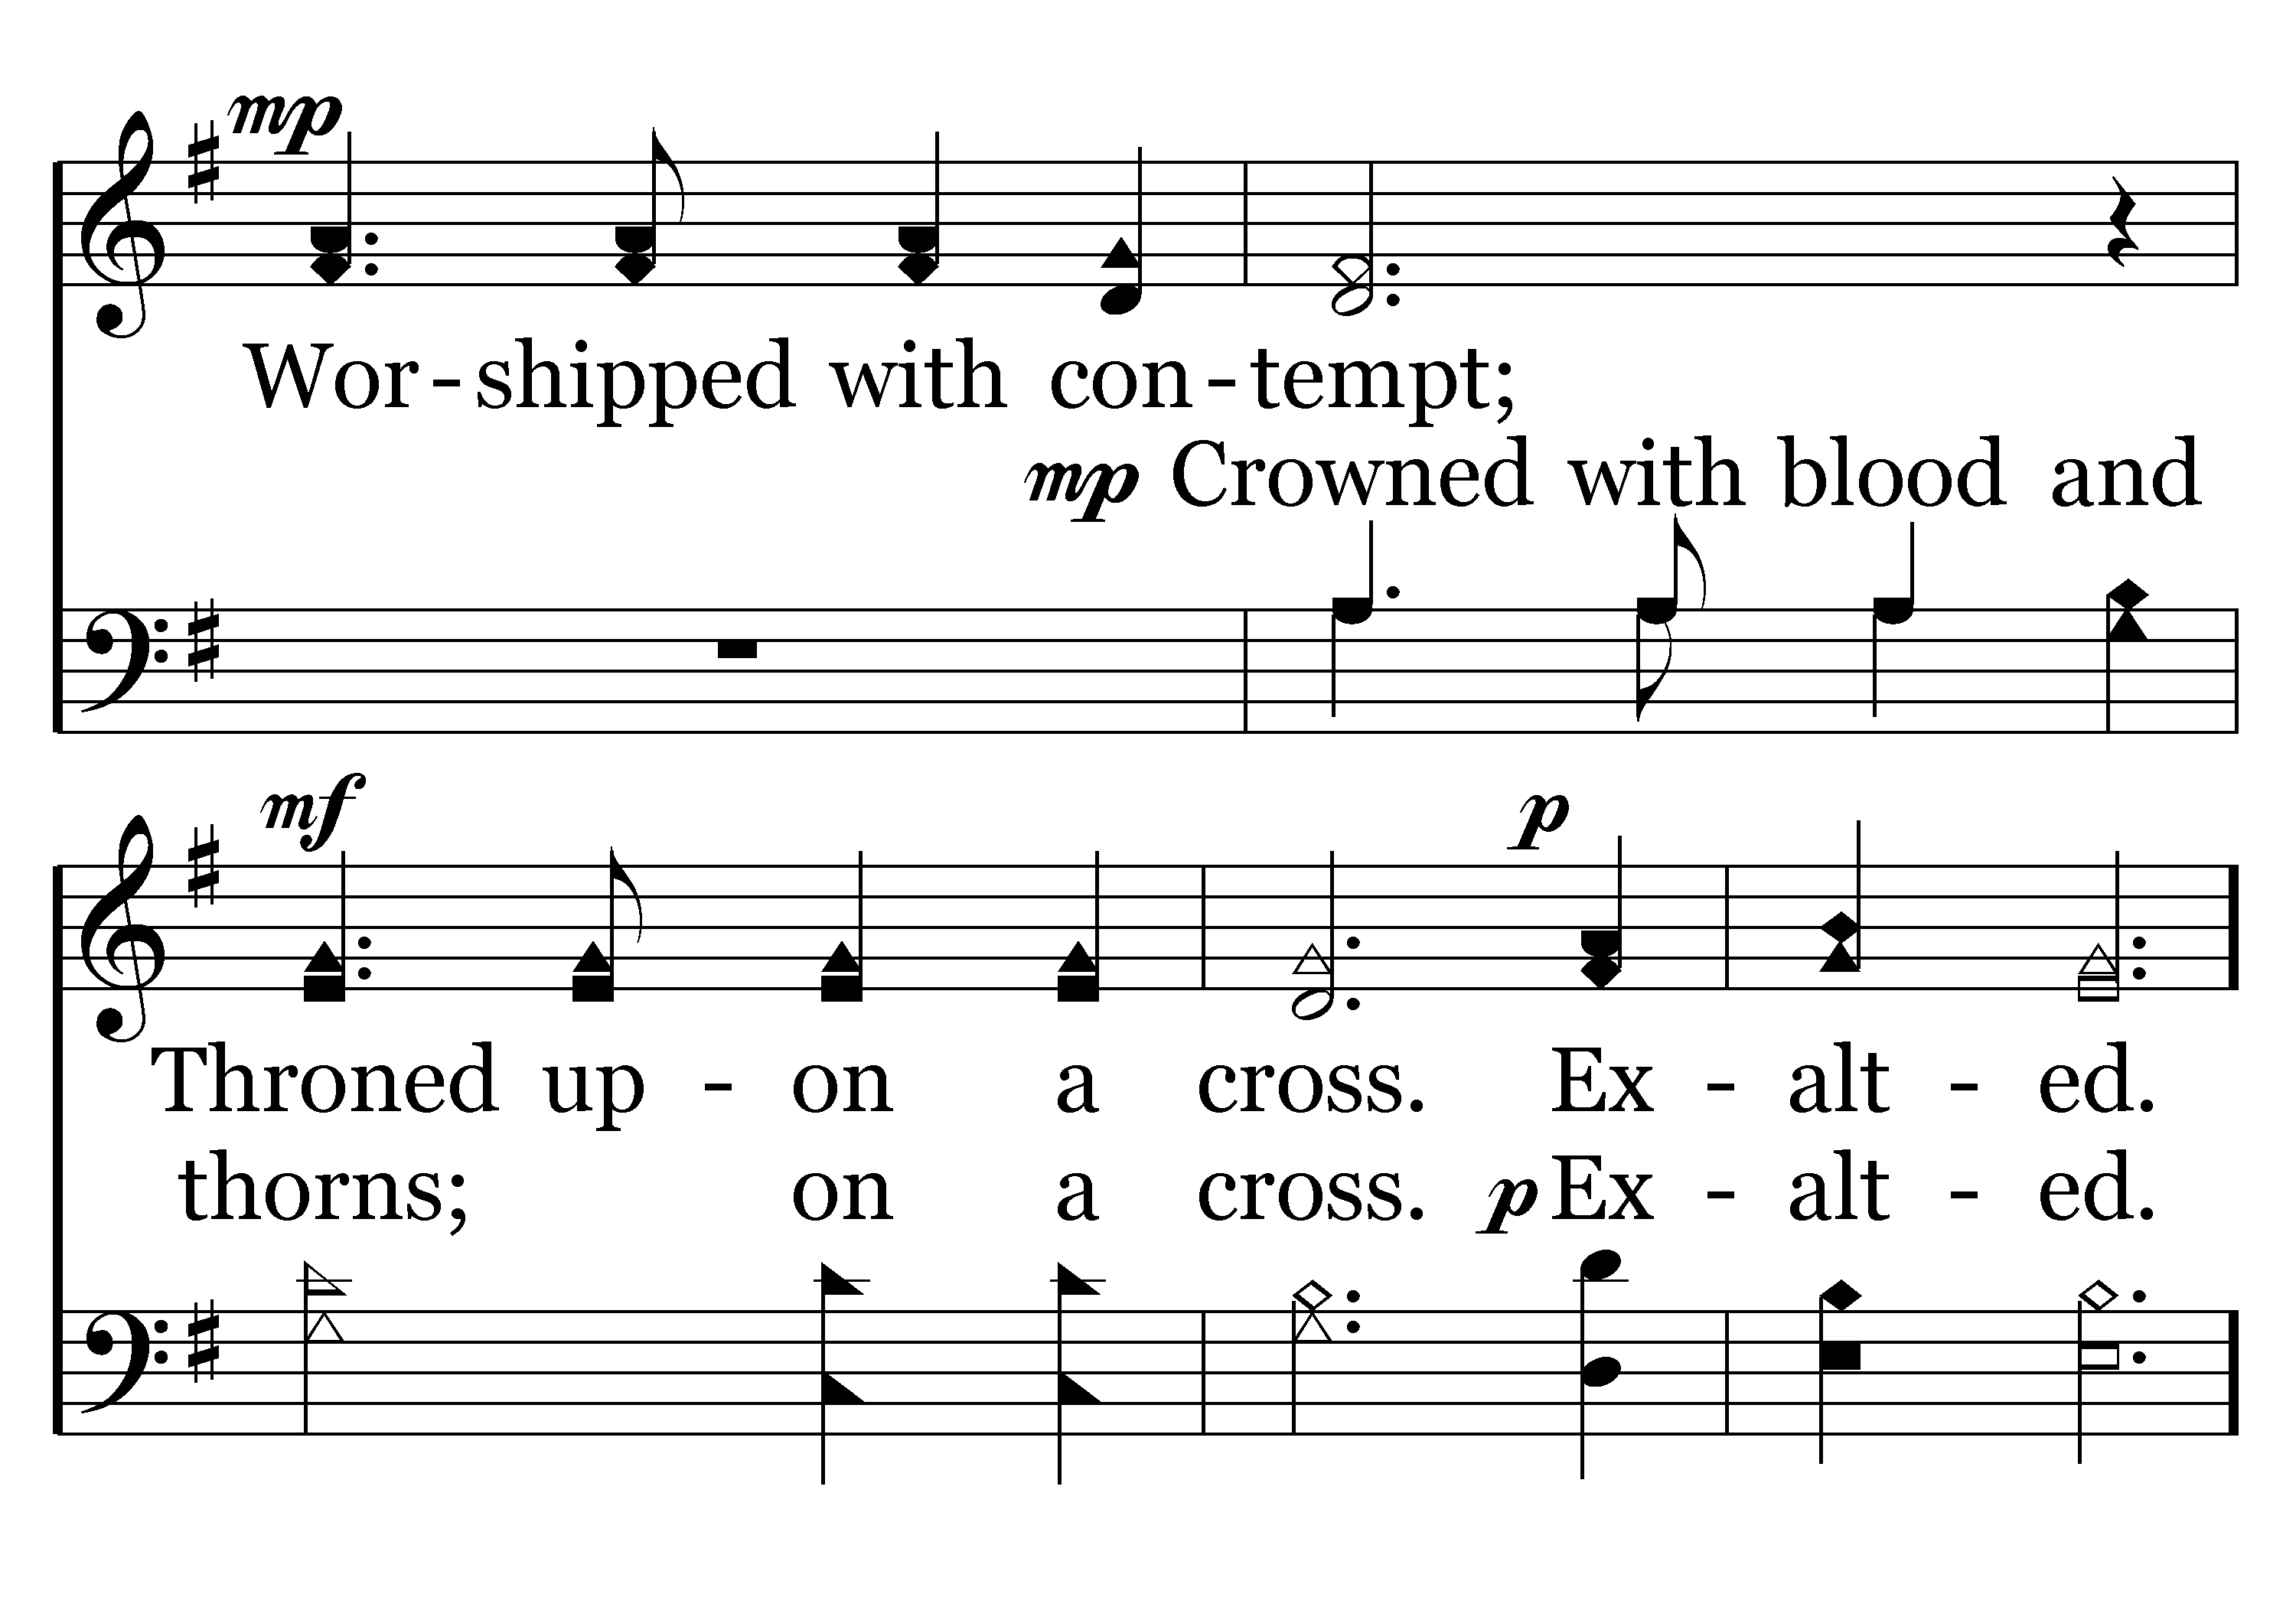 mp
Wor-shipped with con-tempt;
mp Crowned with blood and
mf p
Throned up - on a cross. Ex - alt - ed.
thorns; on a cross. p Ex - alt - ed.